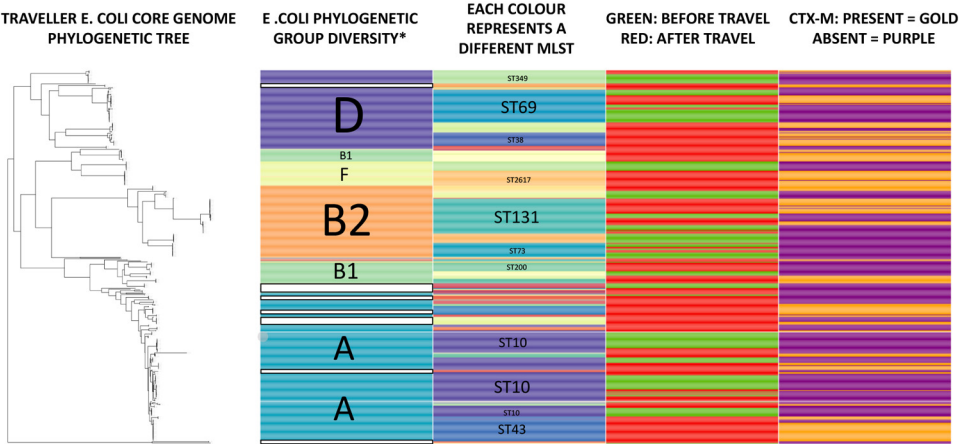 TRAVELLER E. COLI CORE GENOME
PHYLOGENETIC TREE
E .COLI PHYLOGENETIC
GROUP DIVERSITY*
EACH COLOUR
REPRESENTS A
DIFFERENT MLST
GREEN: BEFORE TRAVEL
RED: AFTER TRAVEL
CTX-M: PRESENT = GOLD
ABSENT = PURPLE
D
B1
F
B2
B1
A
A
ST349
ST69
ST38
ST2617
ST131
ST73
ST200
ST10
ST10
ST10
ST43